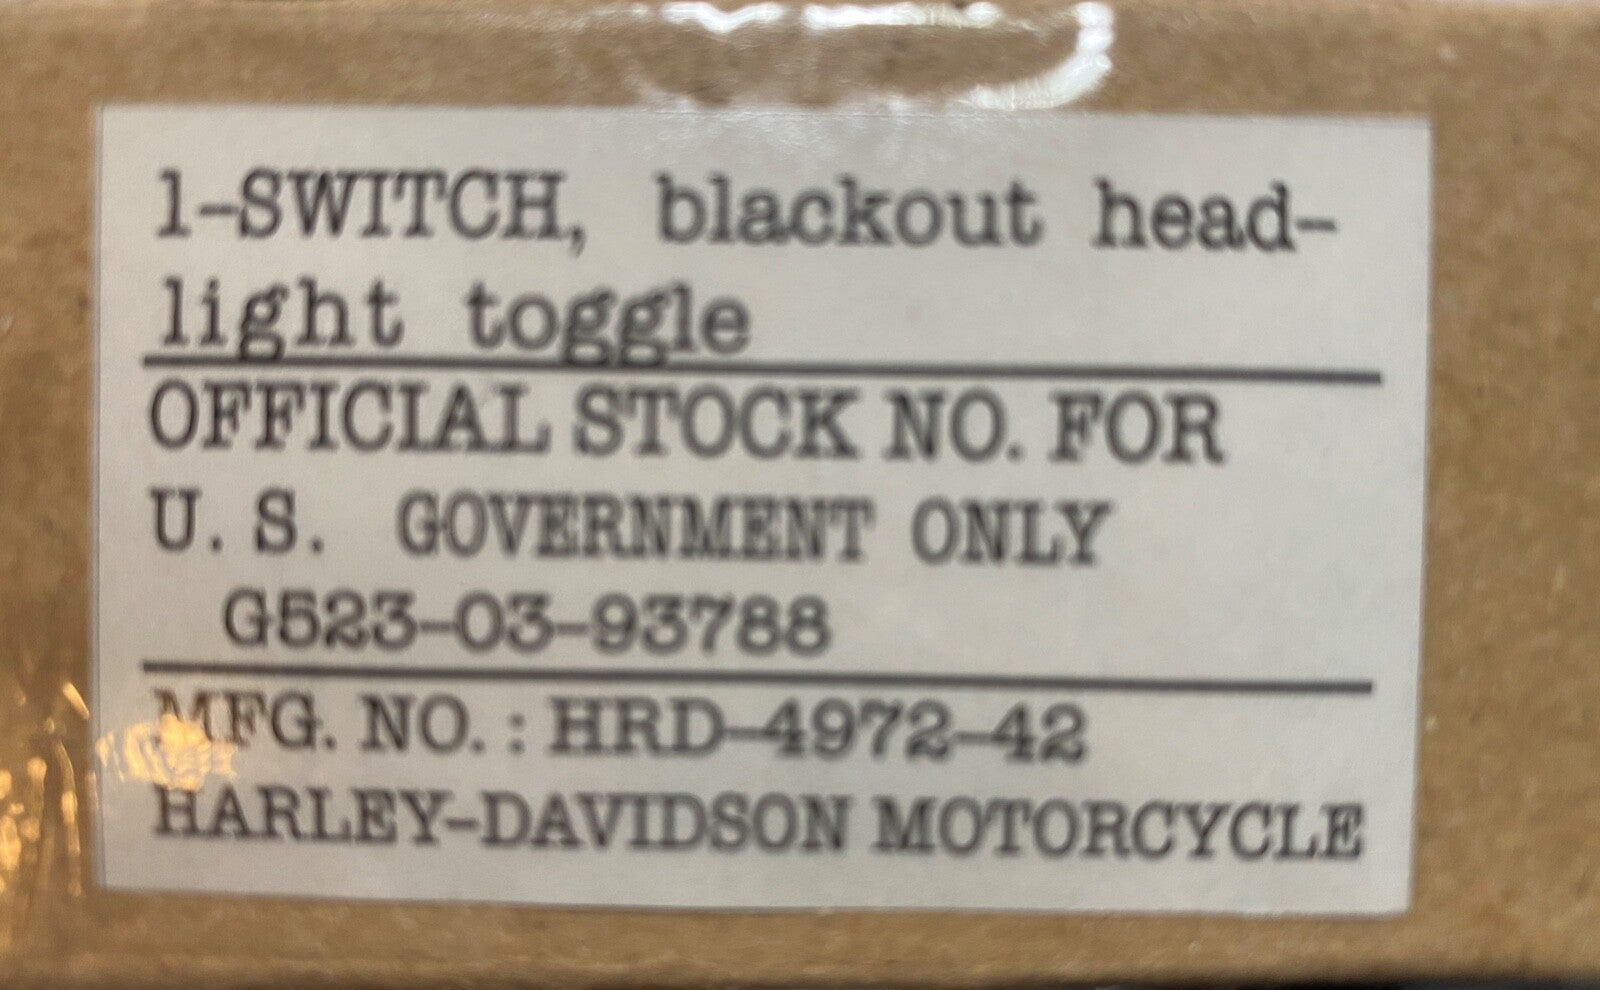 1-SWITCH, blackout head-
light toggle
OFFICIAL STOCK NO. FOR
U. S. GOVERNMENT ONLY
G523-03-93788
MFG. NO. : HRD-4972-42
HARLEY-DAVIDSON MOTORCYCLE